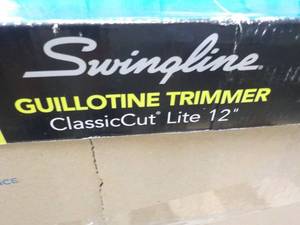 Swingline
GUILLOTINE TRIMMER
ClassicCut® Lite 12"